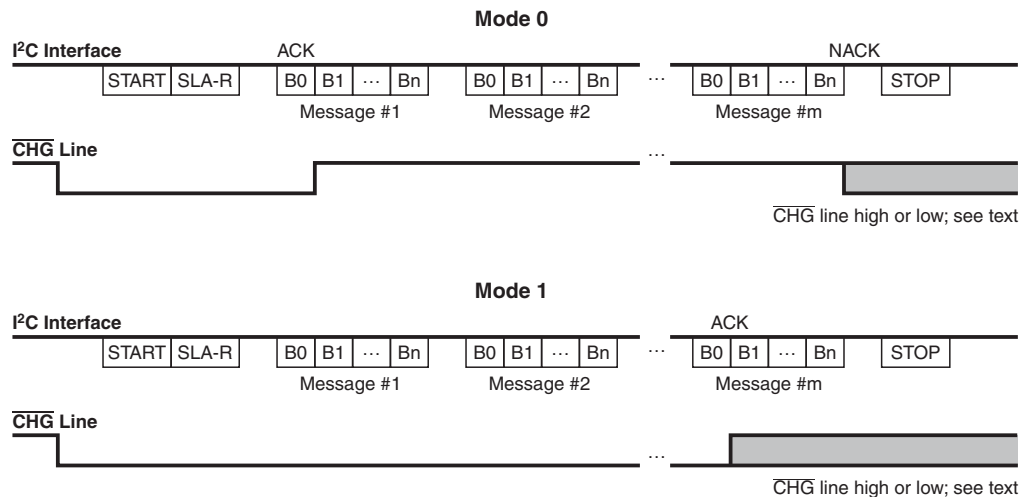 Mode 0
I²C Interface ACK NACK
START SLA-R B0 B1 ... Bn B0 B1 ... Bn ... B0 B1 ... Bn STOP
Message #1 Message #2 Message #m
CHG Line
...
CHG line high or low; see text
Mode 1
I²C Interface ACK
START SLA-R B0 B1 ... Bn B0 B1 ... Bn ... B0 B1 ... Bn STOP
Message #1 Message #2 Message #m
CHG Line
...
CHG line high or low; see text